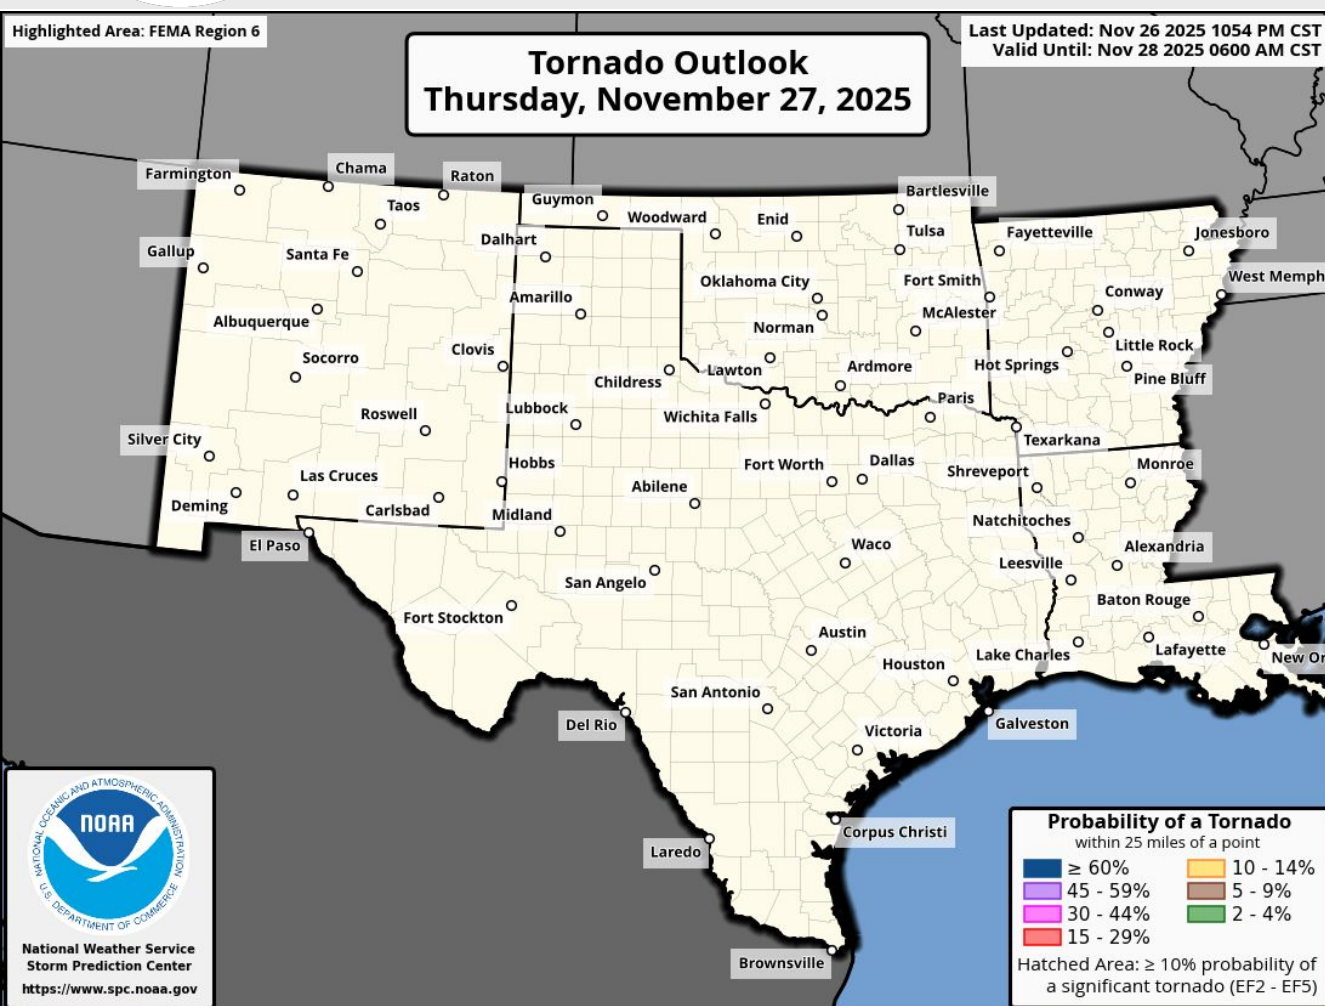 Highlighted Area: FEMA Region 6
Last Updated: Nov 26 2025 1054 PM CST
Valid Until: Nov 28 2025 0600 AM CST
Tornado Outlook
Thursday, November 27, 2025
Farmington
Chama
Raton
Taos
Guymon
Woodward
Enid
Bartlesville
Tulsa
Fayetteville
Jonesboro
Gallup
Santa Fe
Dalhart
Oklahoma City
Fort Smith
West Memph
Amarillo
Conway
Albuquerque
Norman
McAlester
Little Rock
Socorro
Clovis
Childress
Lawton
Ardmore
Hot Springs
Pine Bluff
Roswell
Lubbock
Wichita Falls
Paris
Texarkana
Silver City
Hobbs
Fort Worth
Dallas
Shreveport
Monroe
Las Cruces
Abilene
Deming
Carlsbad
Midland
Natchitoches
El Paso
Waco
Alexandria
San Angelo
Leesville
Fort Stockton
Baton Rouge
Austin
Houston
Lake Charles
Lafayette
New Or
San Antonio
Del Rio
Victoria
Galveston
Corpus Christi
Laredo
Brownsville
NATIONAL OCEANIC AND ATMOSPHERIC ADMINISTRATION
NOAA
U.S. DEPARTMENT OF COMMERCE
National Weather Service
Storm Prediction Center
https://www.spc.noaa.gov
Probability of a Tornado
within 25 miles of a point
≥ 60%
45 - 59%
30 - 44%
15 - 29%
10 - 14%
5 - 9%
2 - 4%
Hatched Area: ≥ 10% probability of
a significant tornado (EF2 - EF5)